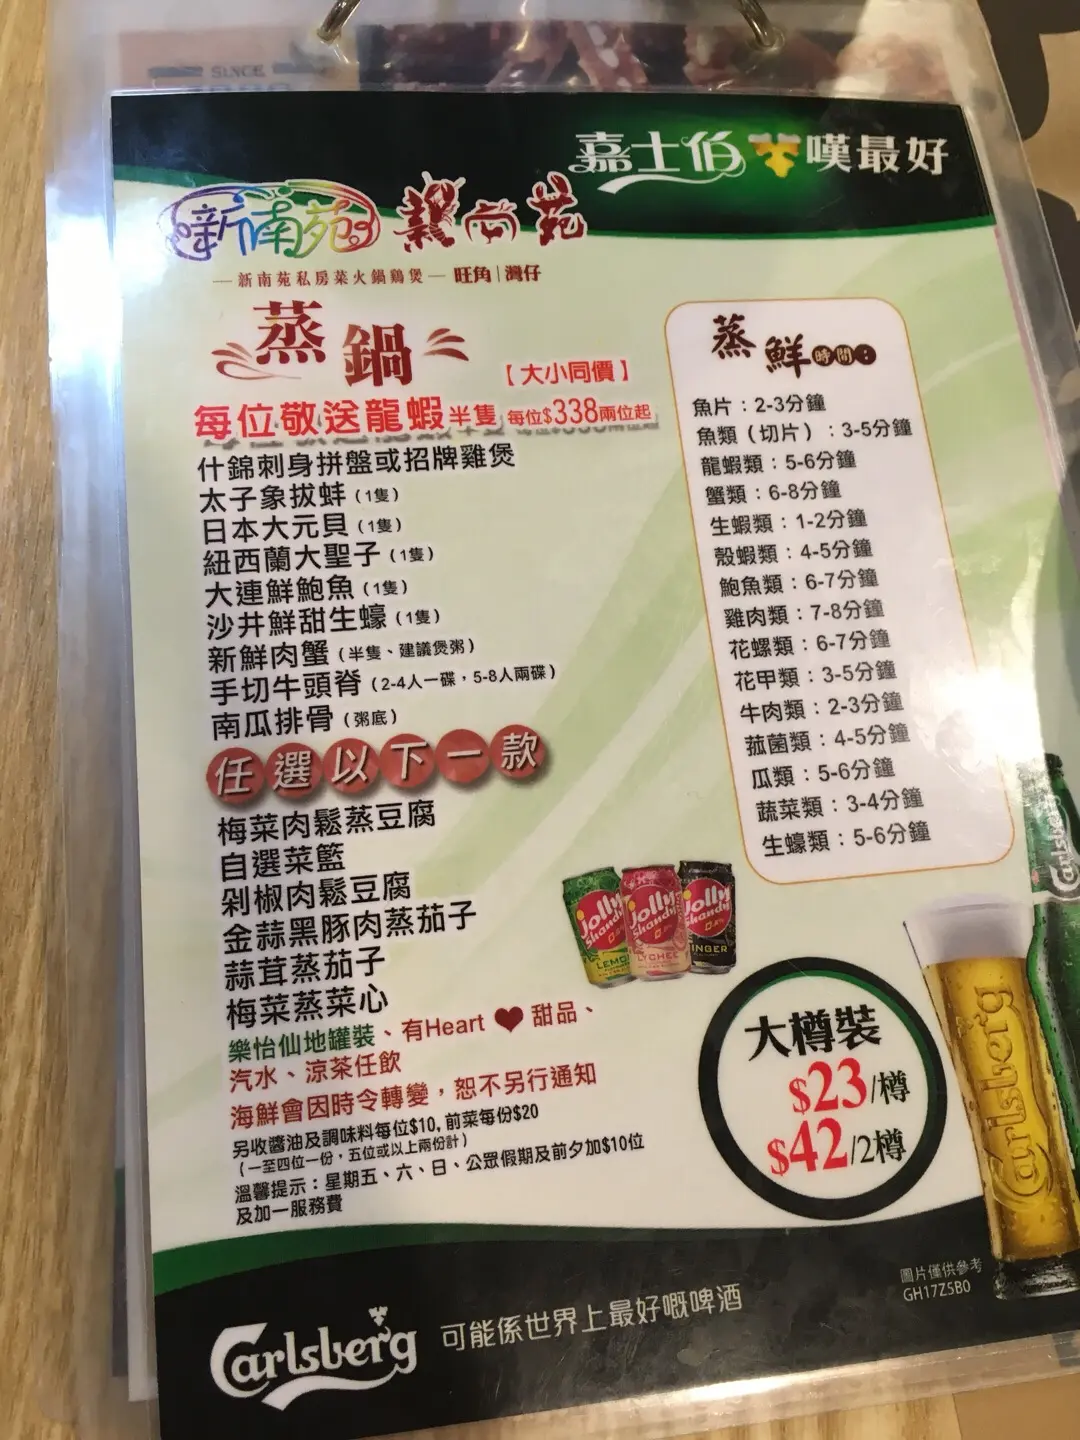 SINCE
嘉士伯 嘆最好
新南苑
新南苑私房菜火鍋鷄煲 旺角|灣仔
蒸鍋
【大小同價】
每位敬送龍蝦半隻 每位$338兩位起
什錦刺身拼盤或招牌雞煲
太子象拔蚌(1隻)
日本大元貝(1隻)
紐西蘭大聖子(1隻)
大連鮮鮑魚(1隻)
沙井鮮甜生蠔(1隻)
新鮮肉蟹(半隻、建議煲粥)
手切牛頭脊(2-4人一碟,5-8人兩碟)
南瓜排骨(粥底)
任選以下一款
梅菜肉鬆蒸豆腐
自選菜籃
剁椒肉鬆豆腐
金蒜黑豚肉蒸茄子
蒜茸蒸茄子
梅菜蒸菜心
樂怡仙地罐裝、有Heart ❤ 甜品、
汽水、涼茶任飲
海鮮會因時令轉變,恕不另行通知
另收醬油及調味料每位$10, 前菜每份$20
(一至四位一份,五位或以上兩份計)
溫馨提示:星期五、六、日、公眾假期及前夕加$10位
及加一服務費
蒸鮮時間:
魚片:2-3分鐘
魚類(切片):3-5分鐘
龍蝦類:5-6分鐘
蟹類:6-8分鐘
生蝦類:1-2分鐘
殼蝦類:4-5分鐘
鮑魚類:6-7分鐘
雞肉類:7-8分鐘
花螺類:6-7分鐘
花甲類:3-5分鐘
牛肉類:2-3分鐘
菰菌類:4-5分鐘
瓜類:5-6分鐘
蔬菜類:3-4分鐘
生蠔類:5-6分鐘
Jolly Shandy
LEMO
Jolly Shandy
LYCHEE
Jolly Shandy
INGER
大樽裝
$23/樽
$42/2樽
Carlsberg
Carlsberg
圖片僅供參考
GH17ZSB0
Carlsberg 可能係世界上最好嘅啤酒